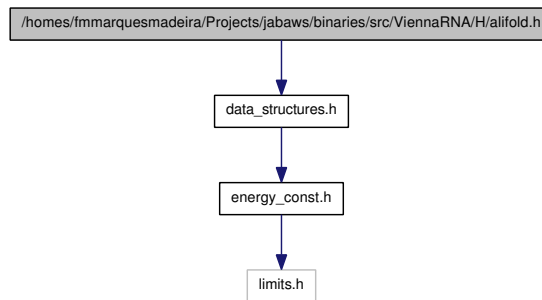 /homes/fmmarquesmadeira/Projects/jabaws/binaries/src/ViennaRNA/H/alifold.h
data_structures.h
energy_const.h
limits.h